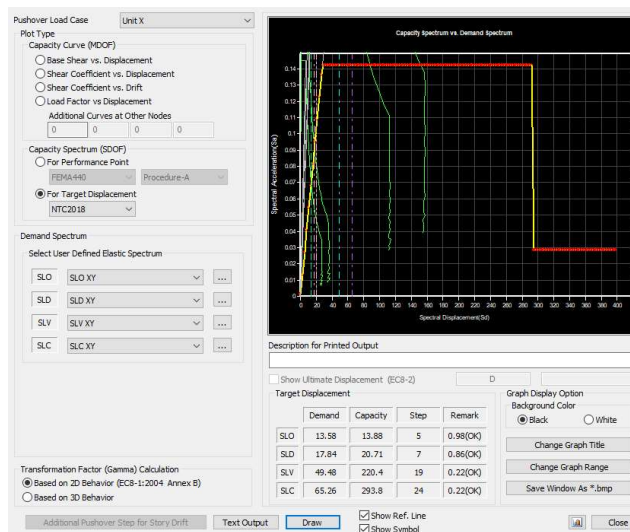 Pushover Load Case
Unit X
Plot Type
Capacity Curve (MDOF)
Base Shear vs. Displacement
Shear Coefficient vs. Displacement
Shear Coefficient vs. Drift
Load Factor vs Displacement
Additional Curves at Other Nodes
0 0 0 0
Capacity Spectrum (SDOF)
For Performance Point
FEMA440 Procedure-A
For Target Displacement
NTC2018
Demand Spectrum
Select User Defined Elastic Spectrum
SLO SLO XY ...
SLD SLD XY ...
SLV SLV XY ...
SLC SLC XY ...
Transformation Factor (Gamma) Calculation
Based on 2D Behavior (EC8-1:2004 Annex B)
Based on 3D Behavior
Additional Pushover Step for Story Drift
Text Output
Draw
Show Ref. Line
Show Symbol
Close
Capacity Spectrum vs. Demand Spectrum
Spectral Acceleration(Sa)
0.14
0.13
0.12
0.11
0.1
0.09
0.08
0.07
0.06
0.05
0.04
0.03
0.02
0.01
0
0 20 40 60 80 100 120 140 160 180 200 220 240 260 280 300 320 340 360 380 400
Spectral Displacement(Sd)
Description for Printed Output
Show Ultimate Displacement (EC8-2)
D
Target Displacement
Demand Capacity Step Remark
SLO 13.58 13.88 5 0.98(OK)
SLD 17.84 20.71 7 0.86(OK)
SLV 49.48 220.4 19 0.22(OK)
SLC 65.26 293.8 24 0.22(OK)
Graph Display Option
Background Color
Black White
Change Graph Title
Change Graph Range
Save Window As *.bmp